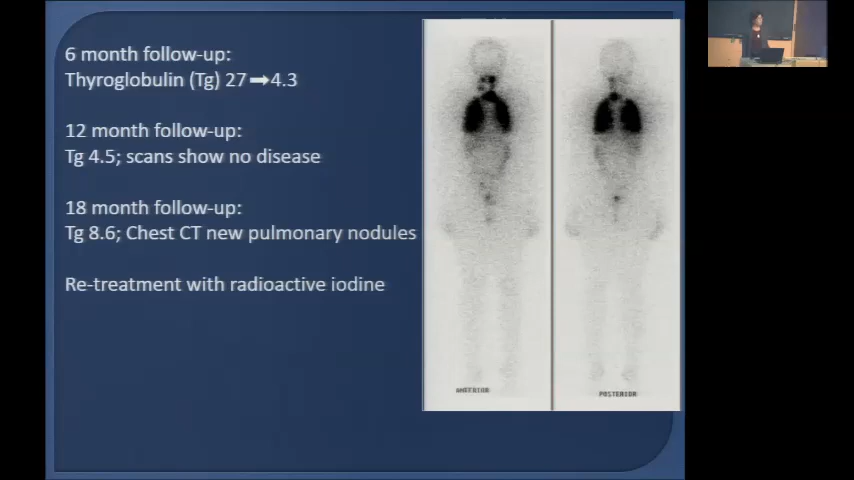 6 month follow-up:
Thyroglobulin (Tg) 27 ➞4.3
12 month follow-up:
Tg 4.5; scans show no disease
18 month follow-up:
Tg 8.6; Chest CT new pulmonary nodules
Re-treatment with radioactive iodine
ANTERIOR
POSTERIOR